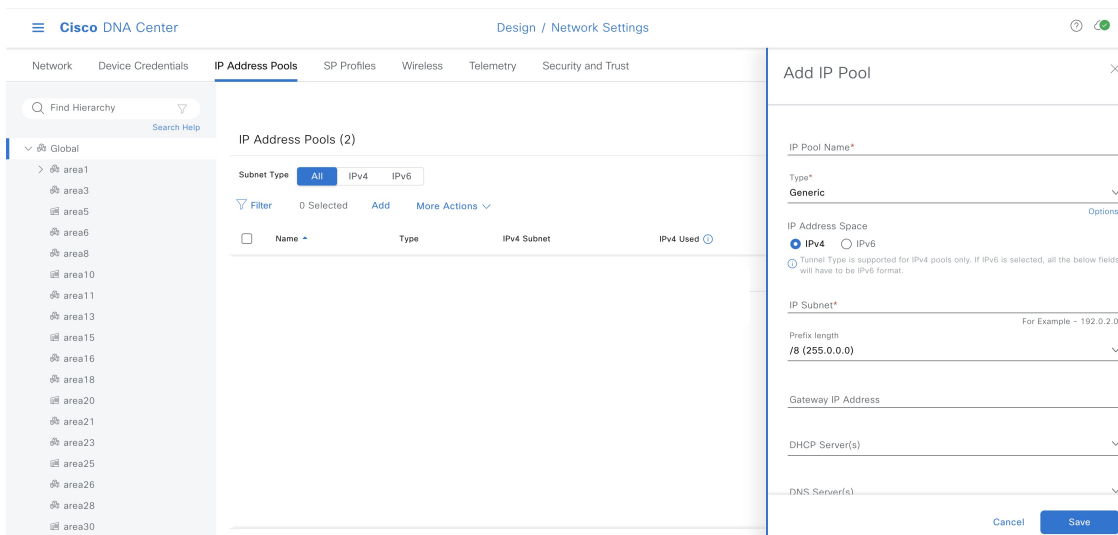 Cisco DNA Center
Design / Network Settings
Network Device Credentials IP Address Pools SP Profiles Wireless Telemetry Security and Trust
Find Hierarchy
Search Help
Global
area1
area3
area5
area6
area8
area10
area11
area13
area15
area16
area18
area20
area21
area23
area25
area26
area28
area30
IP Address Pools (2)
Subnet Type All IPv4 IPv6
Filter 0 Selected Add More Actions
Name Type IPv4 Subnet IPv4 Used
Add IP Pool
IP Pool Name*
Type*
Generic
Options
IP Address Space
IPv4 IPv6
Tunnel Type is supported for IPv4 pools only. If IPv6 is selected, all the below fields
will have to be IPv6 format.
IP Subnet*
For Example - 192.0.2.0
Prefix length
/8 (255.0.0.0)
Gateway IP Address
DHCP Server(s)
DNS Server(s)
Cancel Save